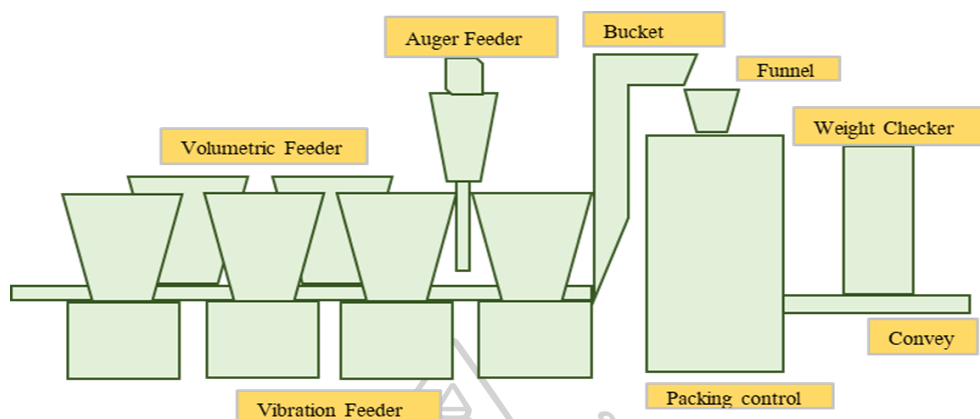 Auger Feeder
Bucket
Funnel
Weight Checker
Volumetric Feeder
Convey
Packing control
Vibration Feeder